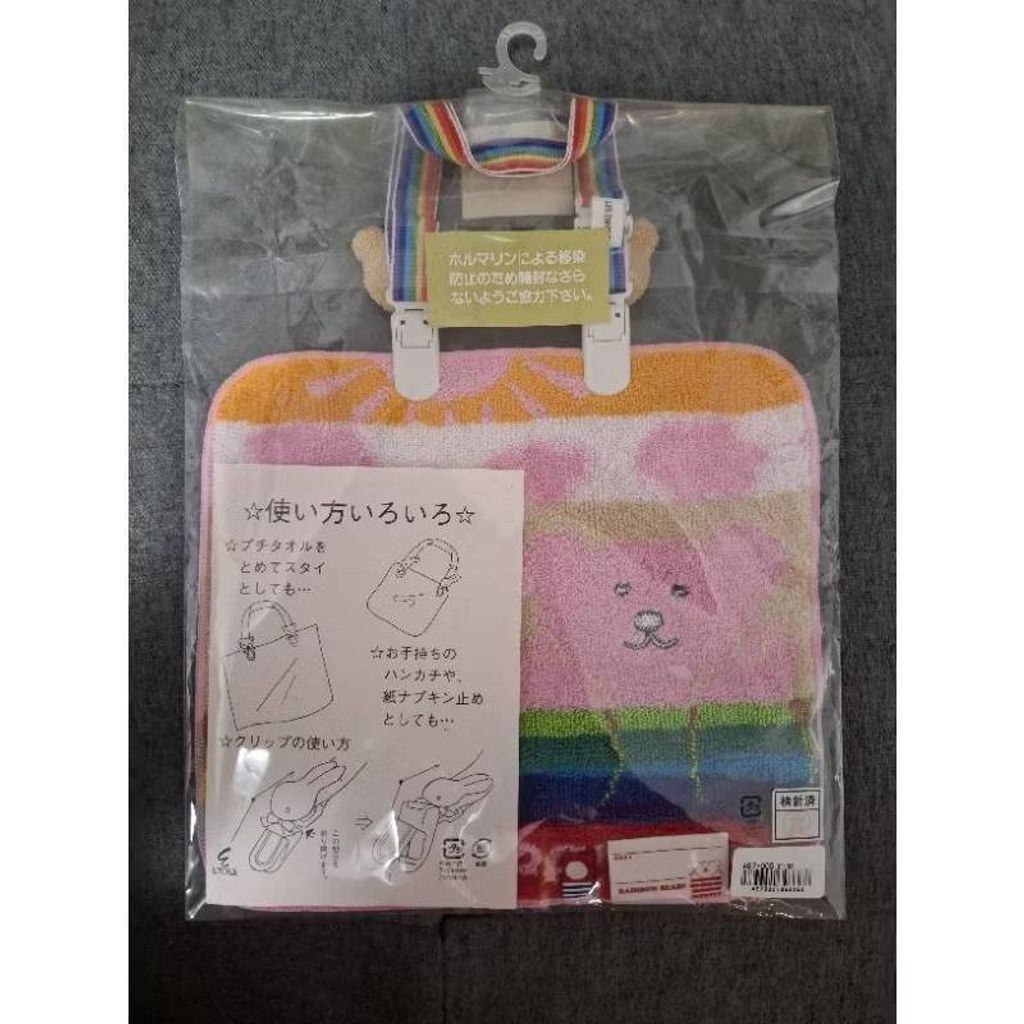 ホルマリンによる移染
防止のため開封なさら
ないようご協力下さい。
☆使い方いろいろ☆
☆プチタオルを
とめてスタイ
としても…
☆お手持ちの
ハンカチや、
紙ナプキン止め
としても…
☆クリップの使い方
検針済
RAINBOW BEARS